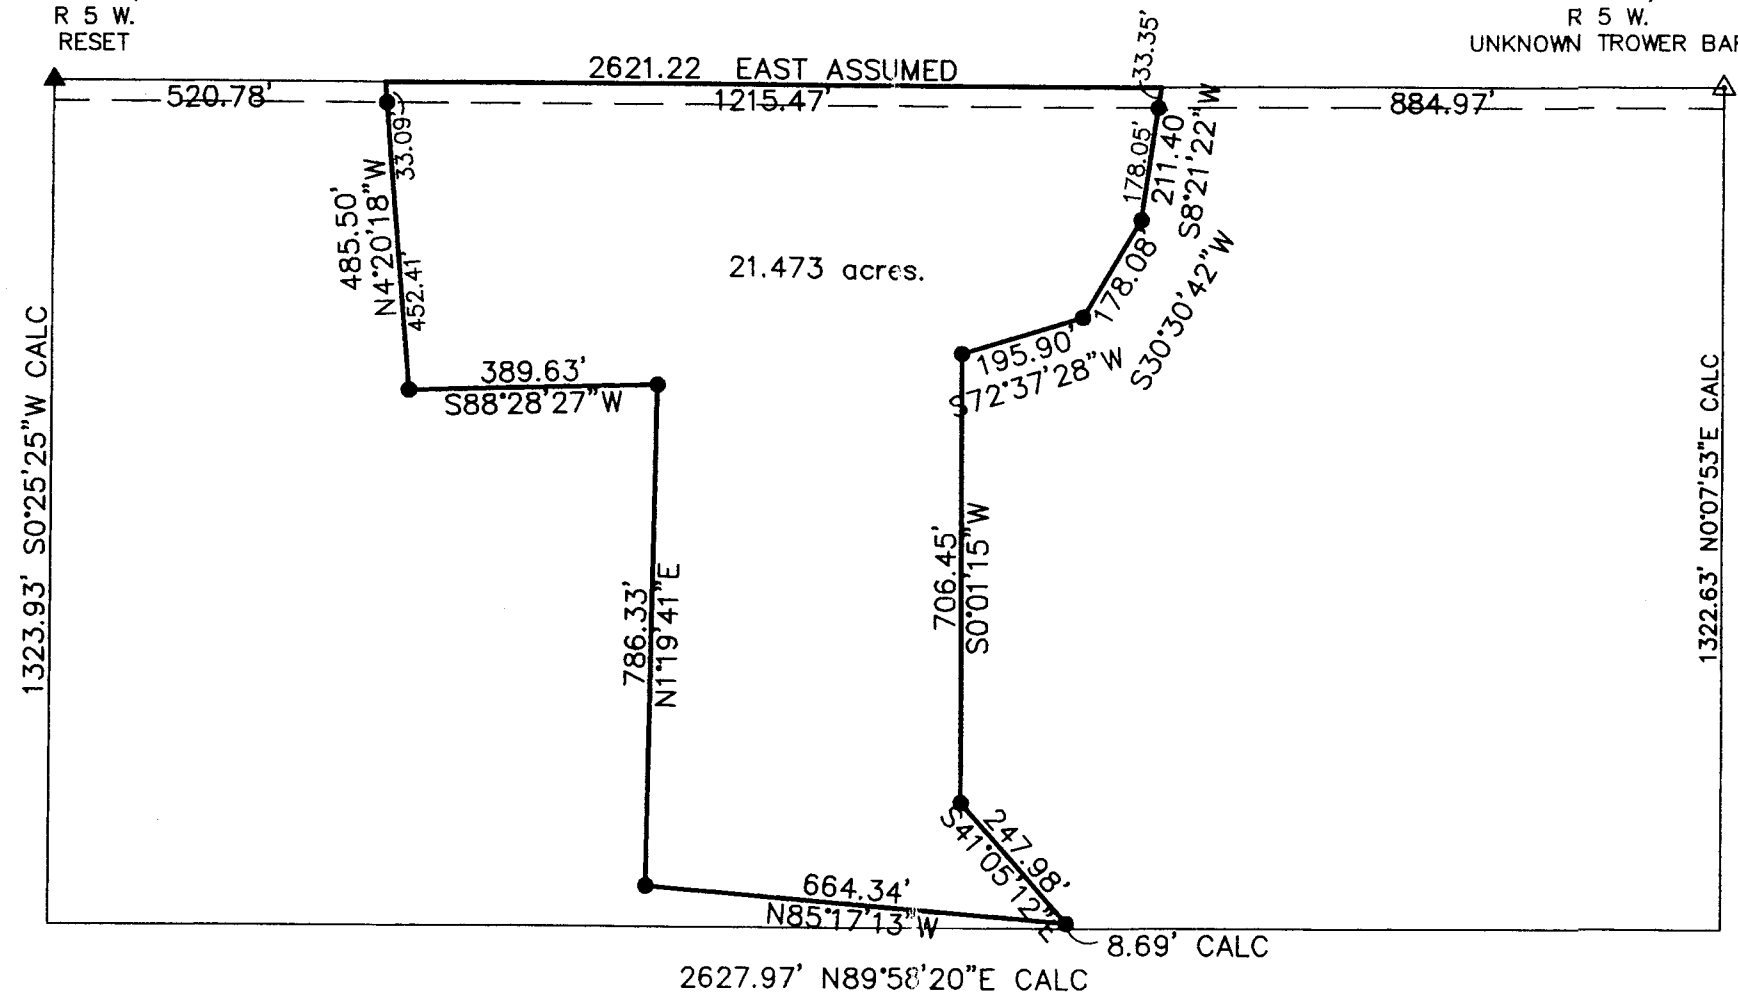 R 5 W.
RESET
R 5 W.
UNKNOWN TROWER BAR
2621.22 EAST ASSUMED
520.78'
1215.47'
884.97'
33.35'
33.09'
178.05'
211.40'
S8°21'22"W
485.50'
N4°20'18"W
452.41'
21.473 acres.
178.08'
S30°30'42"W
195.90'
S72°37'28"W
389.63'
S88°28'27"W
1323.93' S0°25'25"W CALC
1322.63' N0°07'53"E CALC
786.33'
N1°19'41"E
706.45'
S0°01'15"W
247.98'
S41°05'12"E
664.34'
N85°17'13"W
8.69' CALC
2627.97' N89°58'20"E CALC